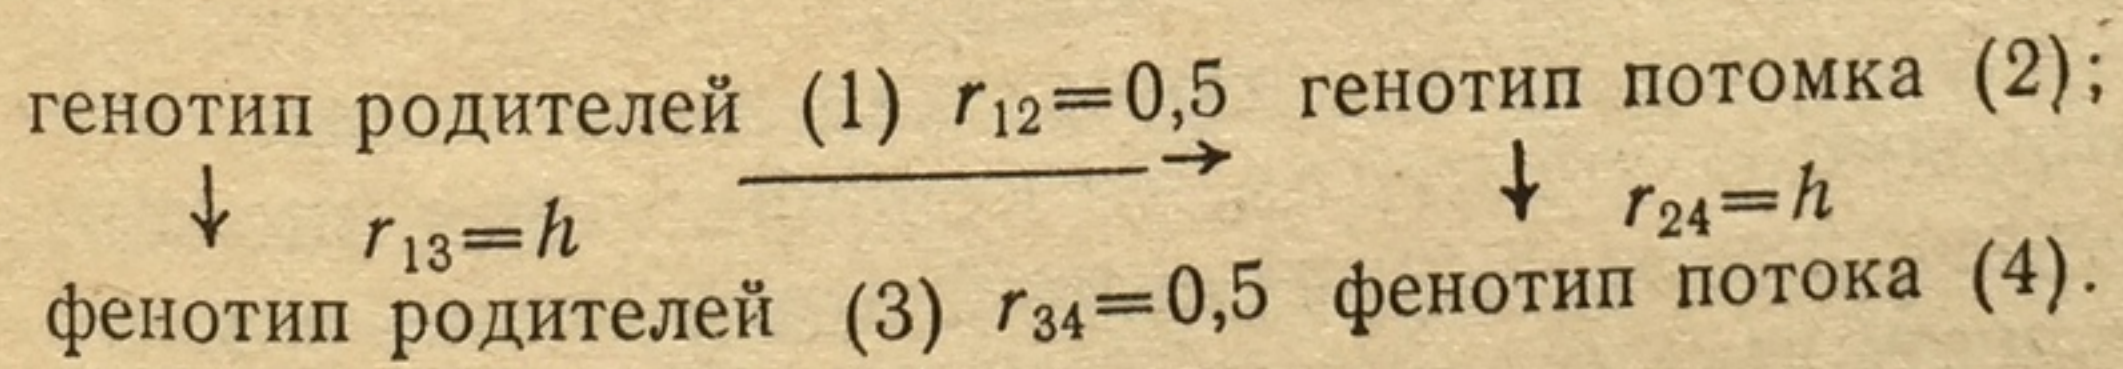 генотип родителей (1) r₁₂=0,5 генотип потомка (2);
↓ r₁₃=h → ↓ r₂₄=h
фенотип родителей (3) r₃₄=0,5 фенотип потока (4).